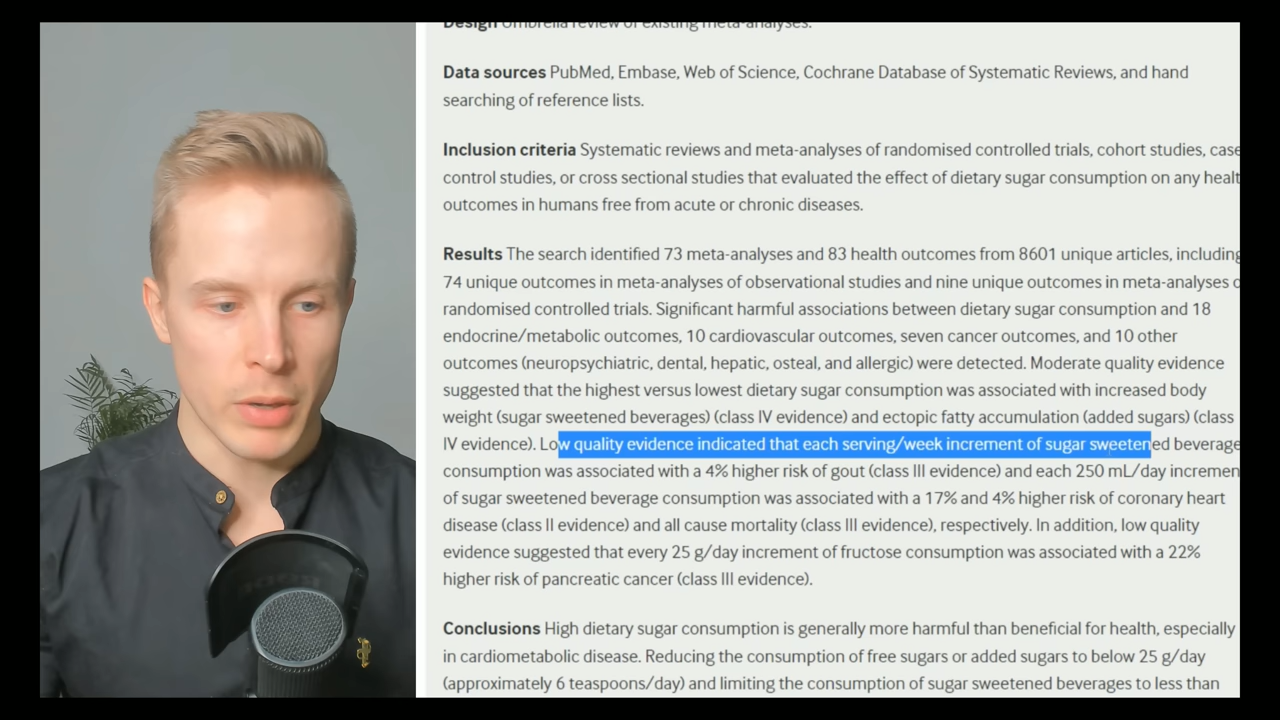 Design Umbrella review of existing meta-analyses.
Data sources PubMed, Embase, Web of Science, Cochrane Database of Systematic Reviews, and hand
searching of reference lists.
Inclusion criteria Systematic reviews and meta-analyses of randomised controlled trials, cohort studies, case
control studies, or cross sectional studies that evaluated the effect of dietary sugar consumption on any healt
outcomes in humans free from acute or chronic diseases.
Results The search identified 73 meta-analyses and 83 health outcomes from 8601 unique articles, including
74 unique outcomes in meta-analyses of observational studies and nine unique outcomes in meta-analyses o
randomised controlled trials. Significant harmful associations between dietary sugar consumption and 18
endocrine/metabolic outcomes, 10 cardiovascular outcomes, seven cancer outcomes, and 10 other
outcomes (neuropsychiatric, dental, hepatic, osteal, and allergic) were detected. Moderate quality evidence
suggested that the highest versus lowest dietary sugar consumption was associated with increased body
weight (sugar sweetened beverages) (class IV evidence) and ectopic fatty accumulation (added sugars) (class
IV evidence). Low quality evidence indicated that each serving/week increment of sugar sweetened beverage
consumption was associated with a 4% higher risk of gout (class III evidence) and each 250 mL/day incremen
of sugar sweetened beverage consumption was associated with a 17% and 4% higher risk of coronary heart
disease (class II evidence) and all cause mortality (class III evidence), respectively. In addition, low quality
evidence suggested that every 25 g/day increment of fructose consumption was associated with a 22%
higher risk of pancreatic cancer (class III evidence).
Conclusions High dietary sugar consumption is generally more harmful than beneficial for health, especially
in cardiometabolic disease. Reducing the consumption of free sugars or added sugars to below 25 g/day
(approximately 6 teaspoons/day) and limiting the consumption of sugar sweetened beverages to less than